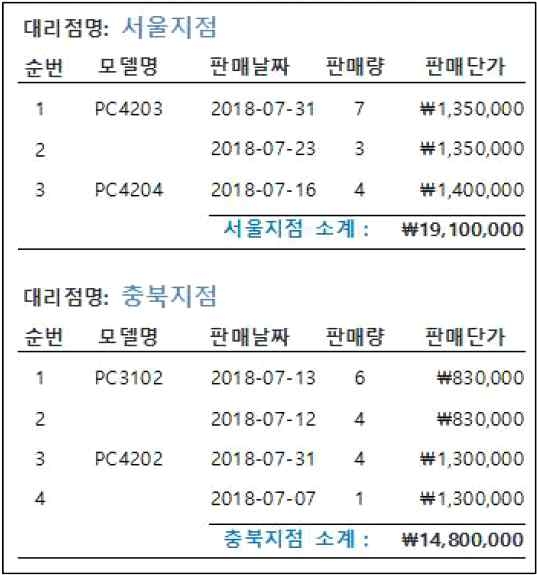 대리점명: 서울지점
순번 모델명 판매날짜 판매량 판매단가
1 PC4203 2018-07-31 7 ₩1,350,000
2 2018-07-23 3 ₩1,350,000
3 PC4204 2018-07-16 4 ₩1,400,000
서울지점 소계 : ₩19,100,000
대리점명: 충북지점
순번 모델명 판매날짜 판매량 판매단가
1 PC3102 2018-07-13 6 ₩830,000
2 2018-07-12 4 ₩830,000
3 PC4202 2018-07-31 4 ₩1,300,000
4 2018-07-07 1 ₩1,300,000
충북지점 소계 : ₩14,800,000